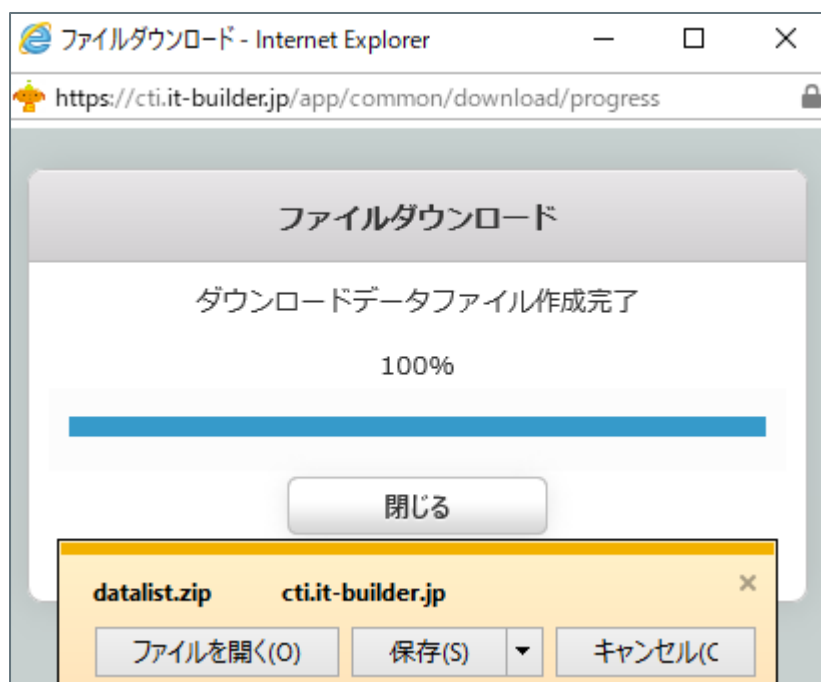 ファイルダウンロード - Internet Explorer
https://cti.it-builder.jp/app/common/download/progress
ファイルダウンロード
ダウンロードデータファイル作成完了
100%
閉じる
datalist.zip cti.it-builder.jp
ファイルを開く(O) 保存(S) キャンセル(C